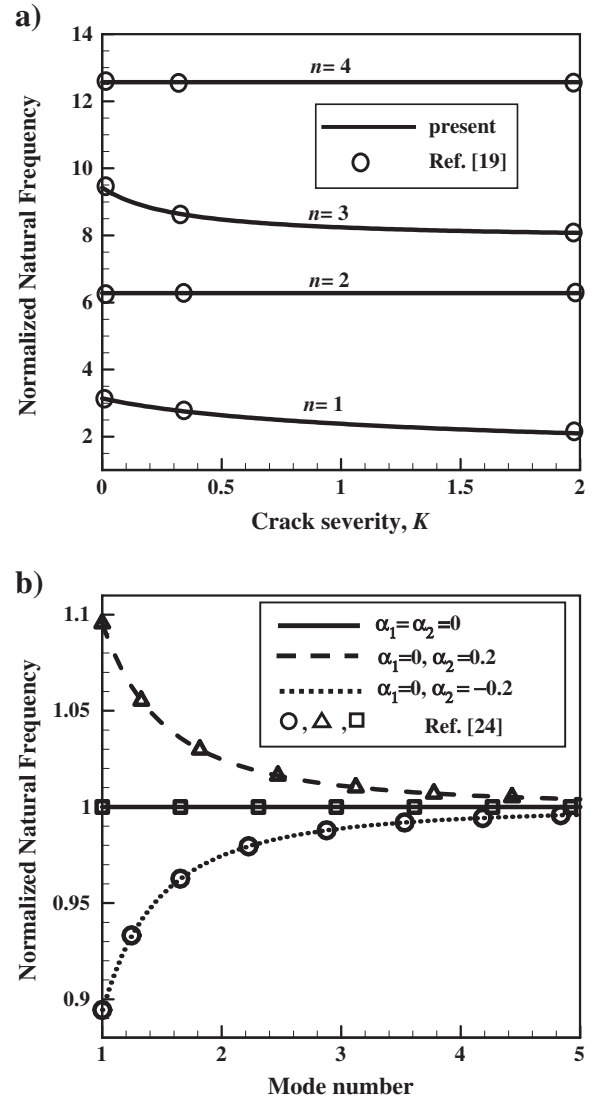 a)
14
12
10
8
6
4
2
0
0.5
1
1.5
2
Normalized Natural Frequency
Crack severity, K
n= 4
n= 3
n= 2
n= 1
present
Ref. [19]
b)
1.1
1.05
1
0.95
0.9
1
2
3
4
5
Normalized Natural Frequency
Mode number
α₁= α₂=0
α₁=0, α₂=0.2
α₁=0, α₂=−0.2
, , Ref. [24]